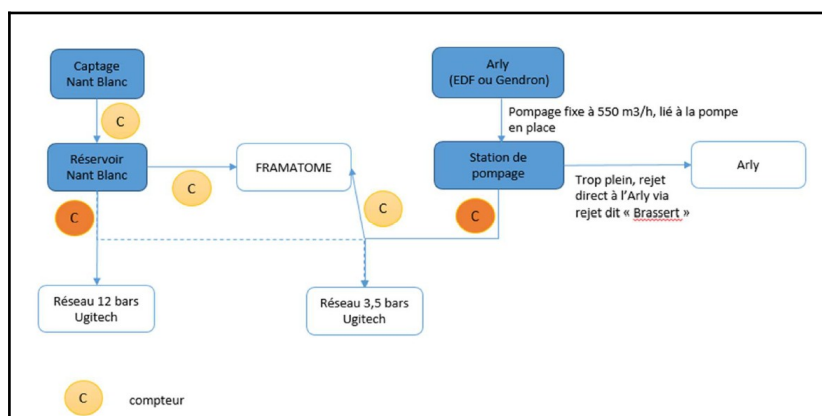 Captage
Nant Blanc
Arly
(EDF ou Gendron)
C
Pompage fixe à 550 m3/h, lié à la pompe
en place
Réservoir
Nant Blanc
C
FRAMATOME
Station de
pompage
Arly
C
C
C
Trop plein, rejet
direct à l'Arly via
rejet dit « Brassert »
Réseau 12 bars
Ugitech
Réseau 3,5 bars
Ugitech
C
compteur